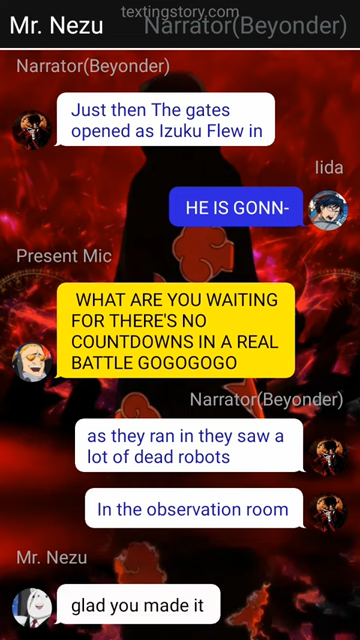 textingstory.com
Mr. Nezu
Narrator(Beyonder)
Narrator(Beyonder)
Just then The gates
opened as Izuku Flew in
Iida
HE IS GONN-
Present Mic
WHAT ARE YOU WAITING
FOR THERE'S NO
COUNTDOWNS IN A REAL
BATTLE GOGOGOGO
Narrator(Beyonder)
as they ran in they saw a
lot of dead robots
In the observation room
Mr. Nezu
glad you made it